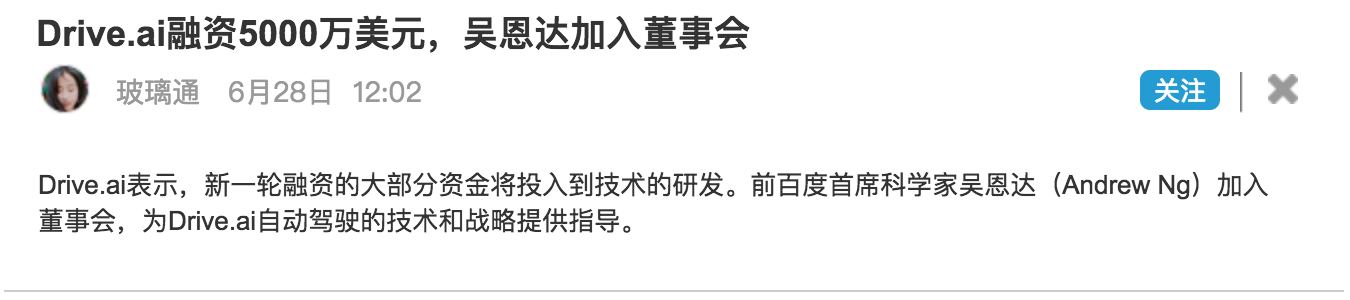 Drive.ai融资5000万美元，吴恩达加入董事会
玻璃通 6月28日 12:02
关注
Drive.ai表示，新一轮融资的大部分资金将投入到技术的研发。前百度首席科学家吴恩达（Andrew Ng）加入
董事会，为Drive.ai自动驾驶的技术和战略提供指导。